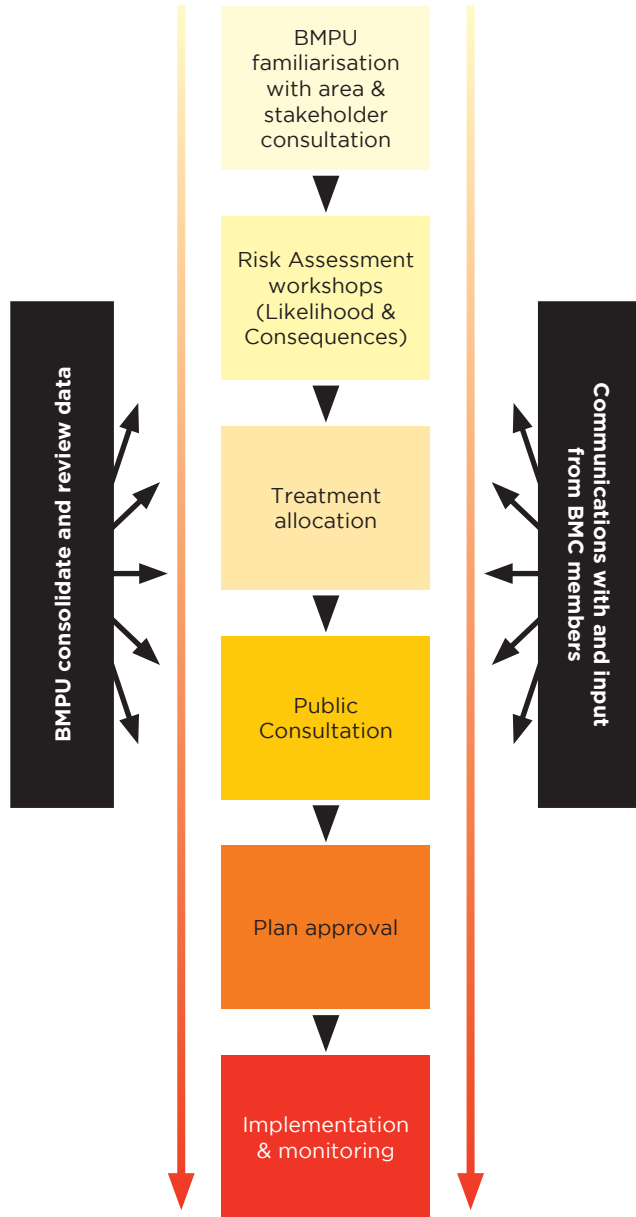 BMPU
familiarisation
with area &
stakeholder
consultation
Risk Assessment
workshops
(Likelihood &
Consequences)
Treatment
allocation
Public
Consultation
Plan approval
Implementation
& monitoring
BMPU consolidate and review data
Communications with and input
from BMC members